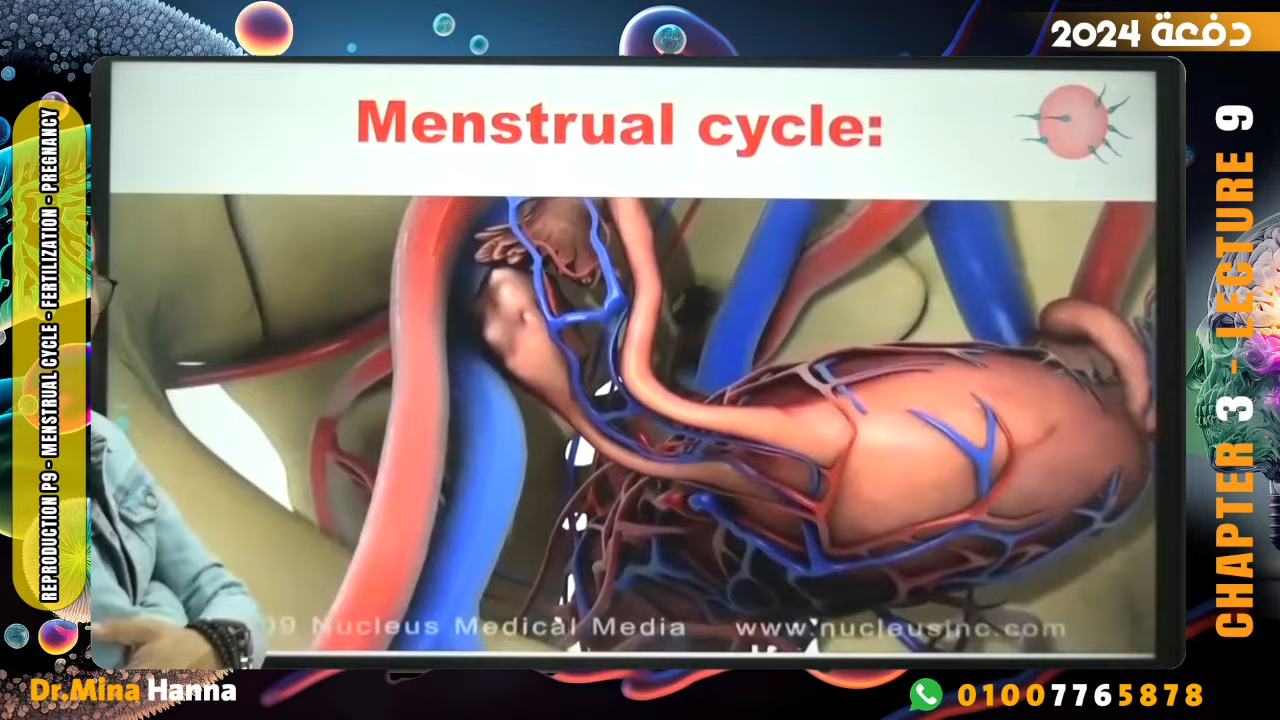 دفعة 2024
Menstrual cycle:
REPRODUCTION P9 - MENSTRUAL CYCLE - FERTILIZATION - PREGNANCY
CHAPTER 3 - LECTURE 9
09 Nucleus Medical Media www.nucleusinc.com
Dr.Mina Hanna
01007765878